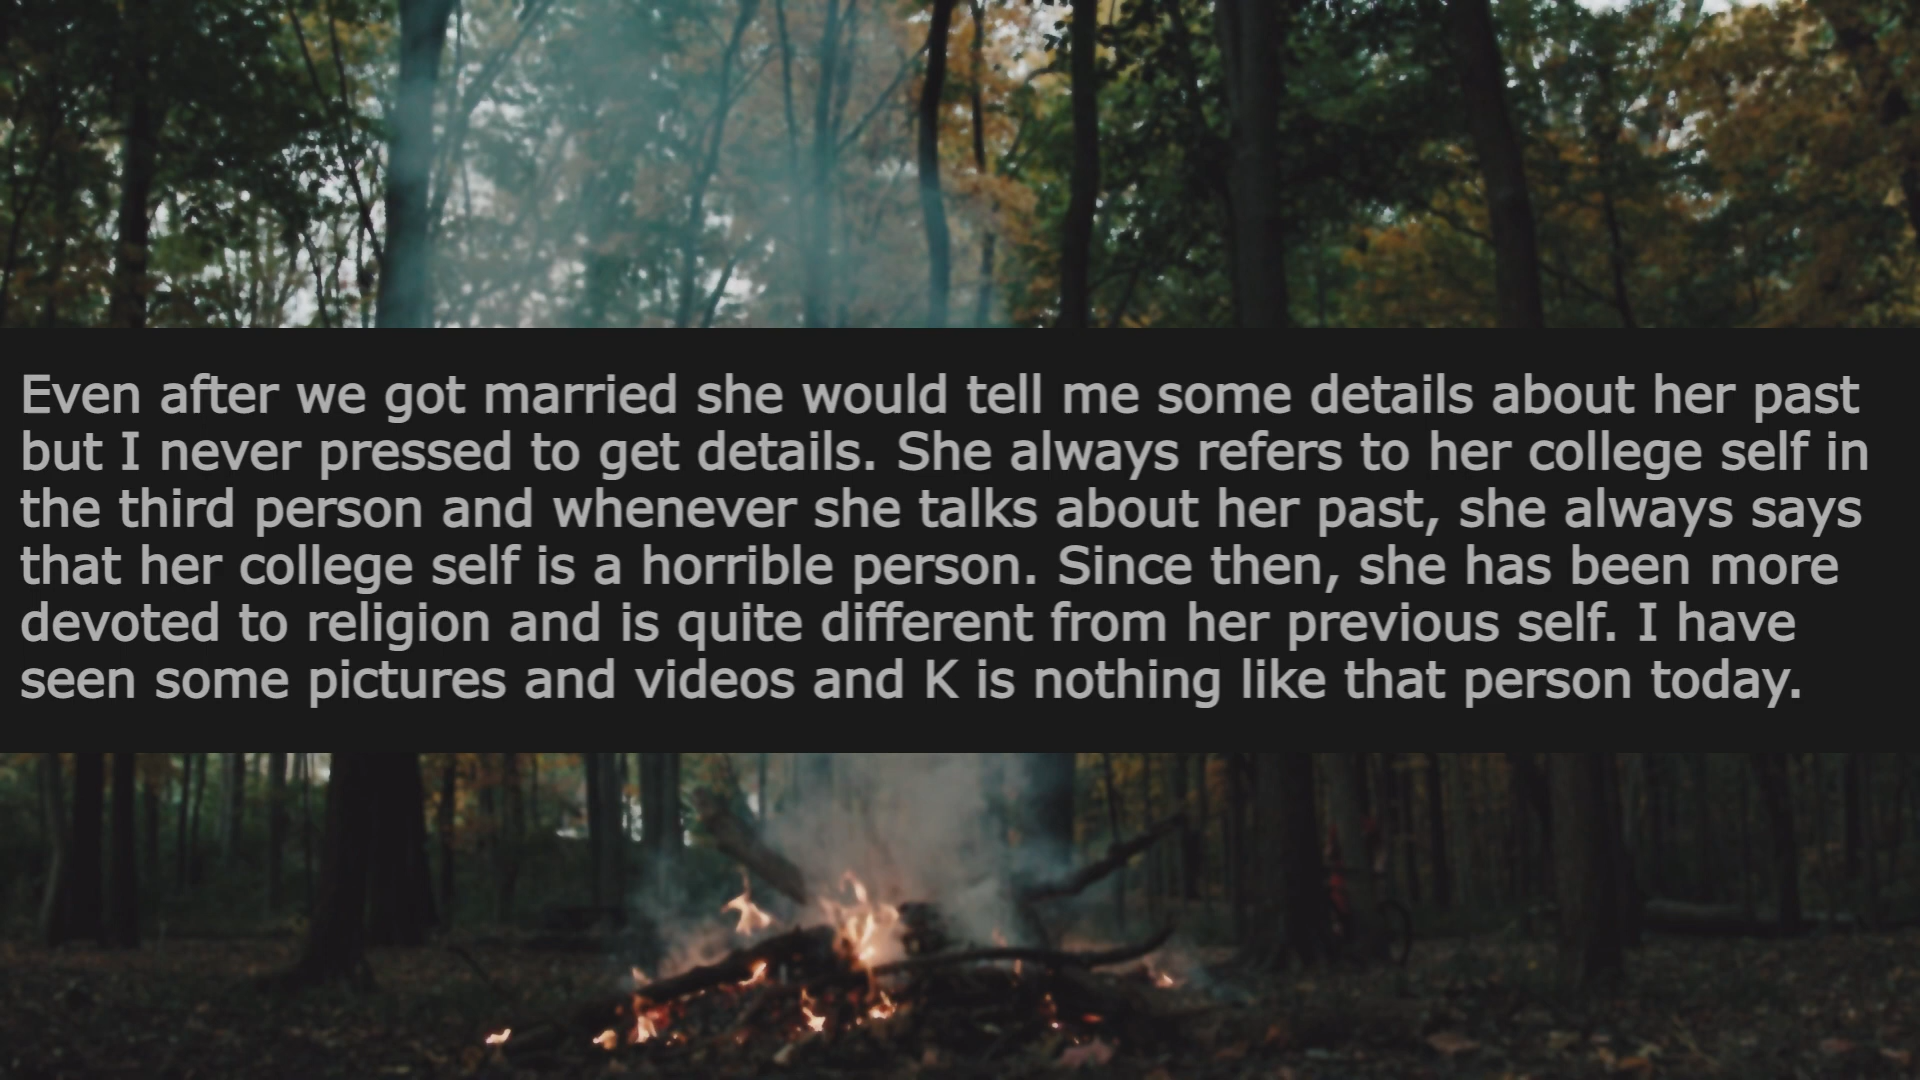 Even after we got married she would tell me some details about her past
but I never pressed to get details. She always refers to her college self in
the third person and whenever she talks about her past, she always says
that her college self is a horrible person. Since then, she has been more
devoted to religion and is quite different from her previous self. I have
seen some pictures and videos and K is nothing like that person today.